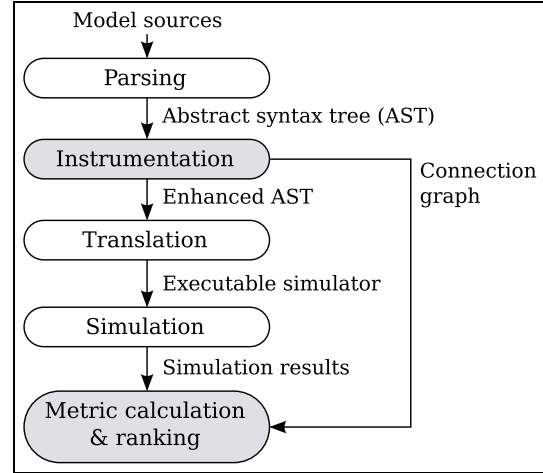 Model sources
Parsing
Abstract syntax tree (AST)
Instrumentation
Connection
graph
Enhanced AST
Translation
Executable simulator
Simulation
Simulation results
Metric calculation
& ranking